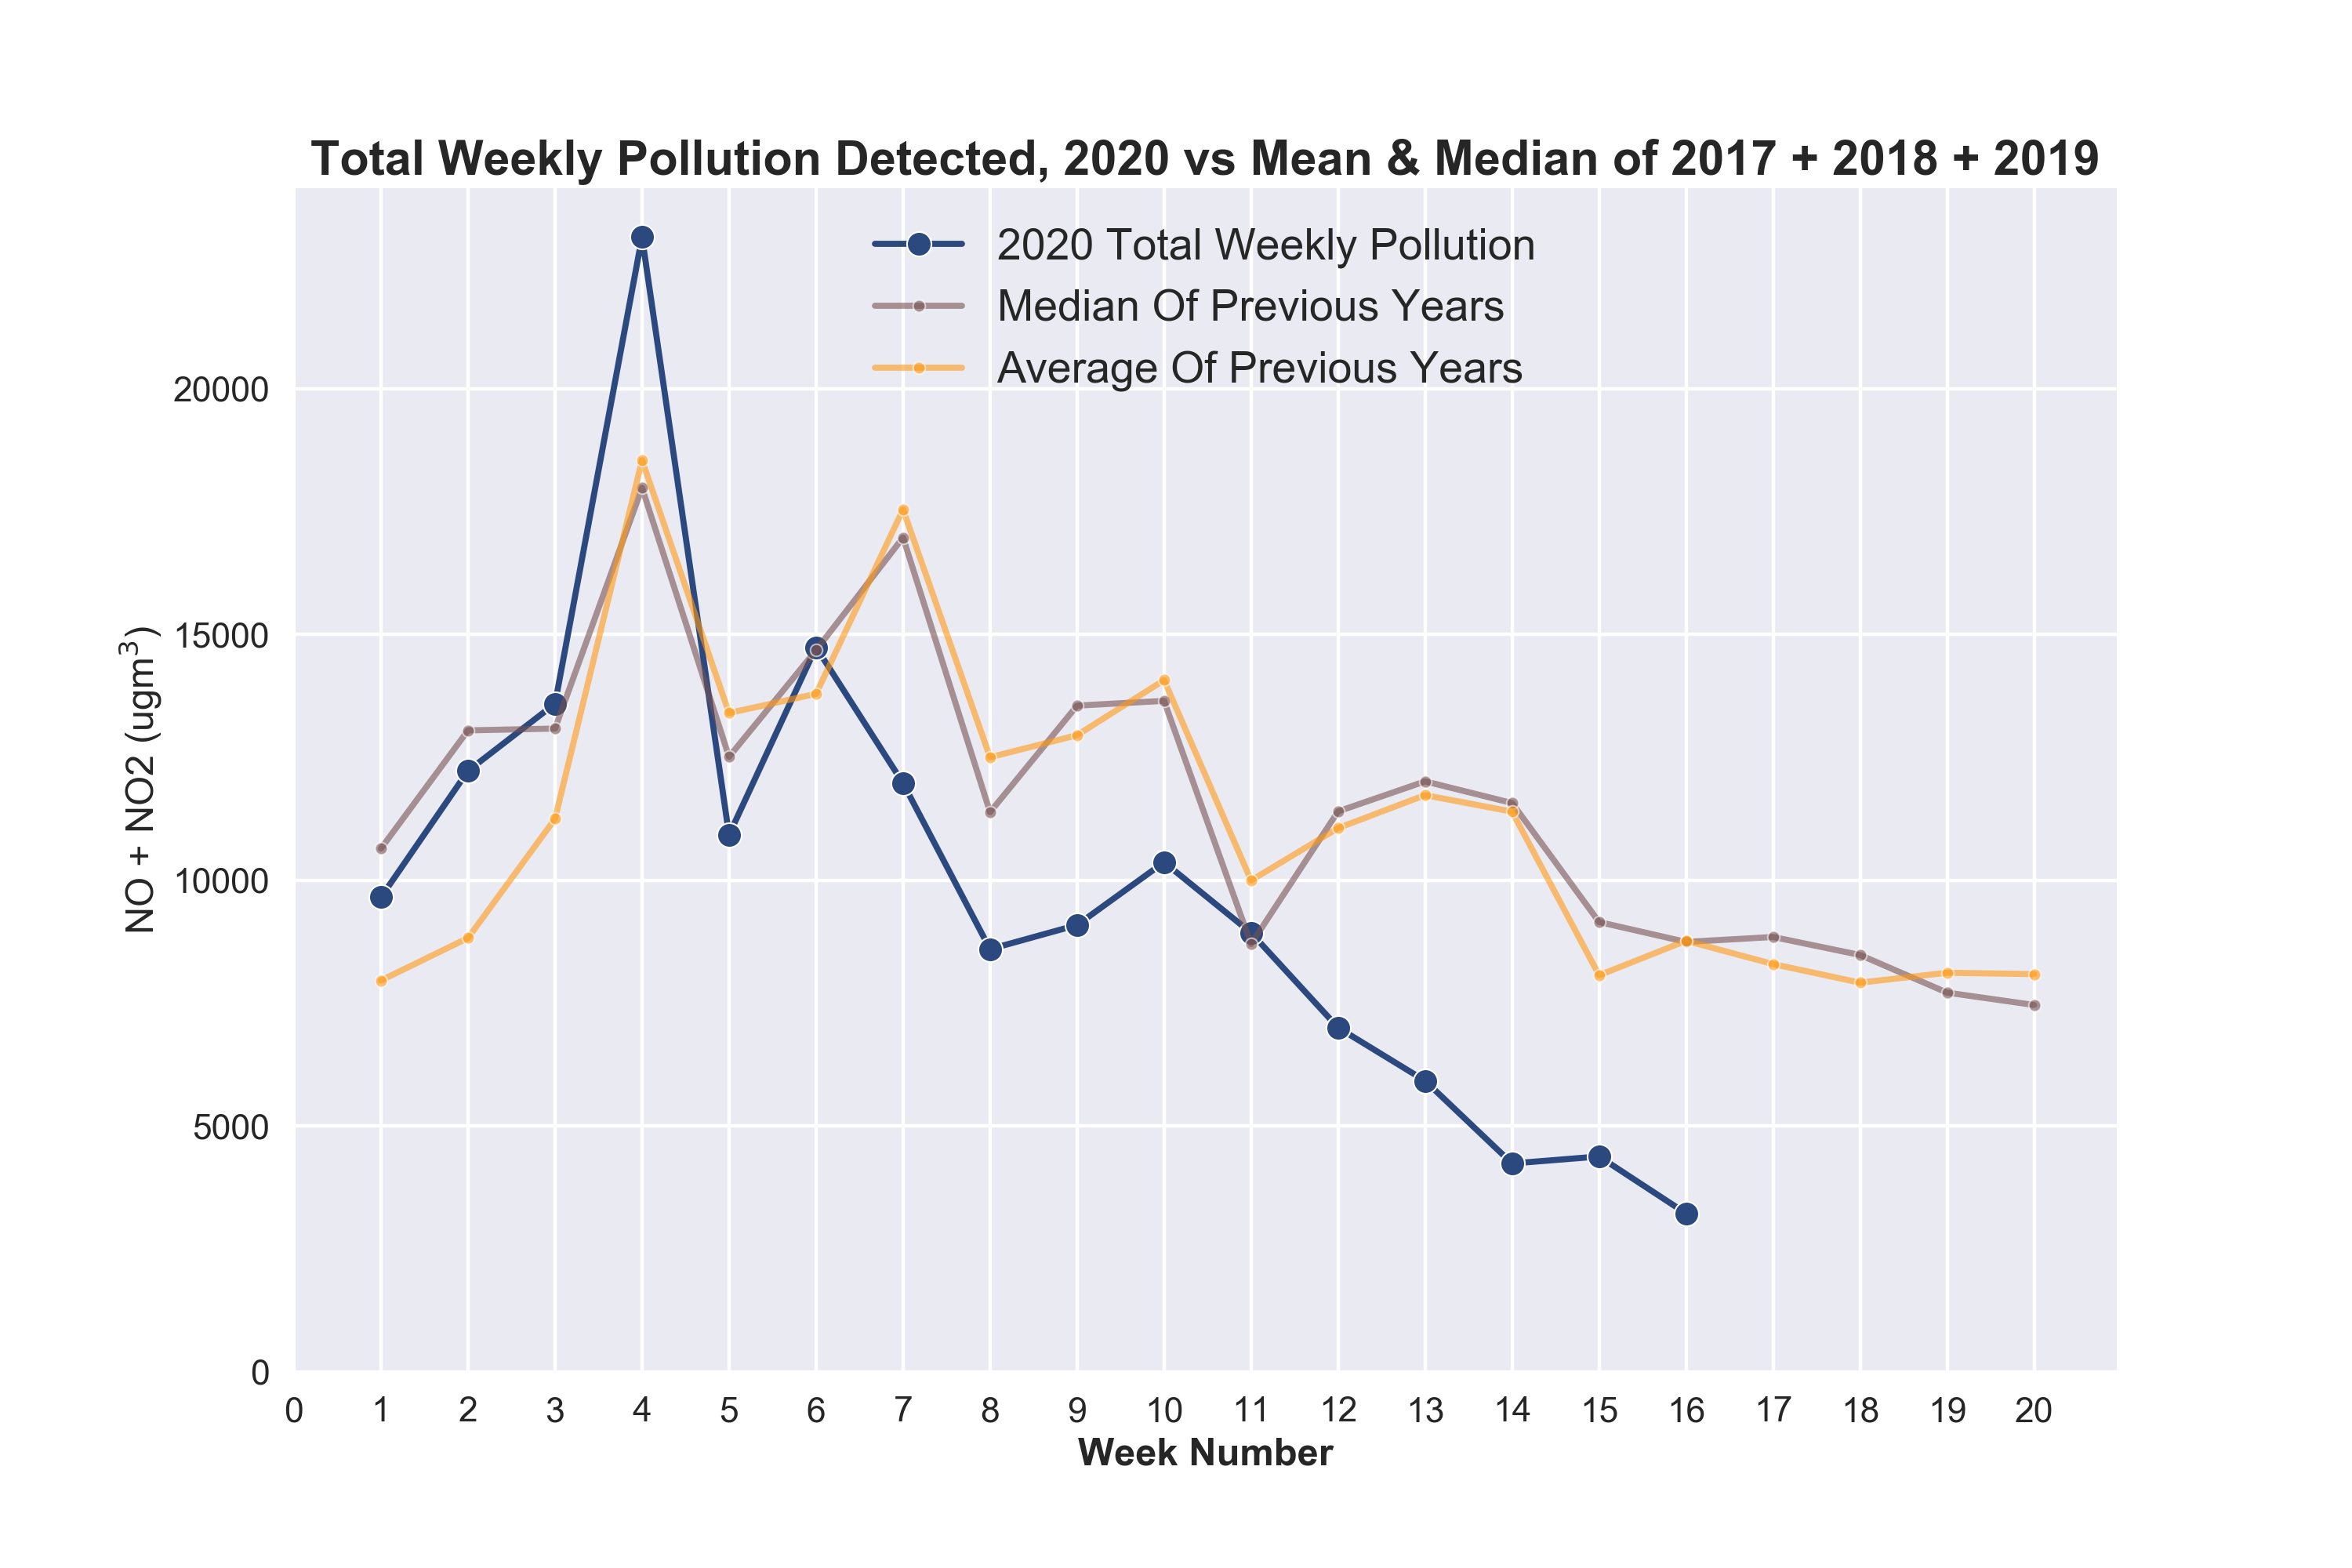 Total Weekly Pollution Detected, 2020 vs Mean & Median of 2017 + 2018 + 2019
2020 Total Weekly Pollution
Median Of Previous Years
Average Of Previous Years
20000
15000
10000
5000
0
NO + NO2 (ugm³)
0 1 2 3 4 5 6 7 8 9 10 11 12 13 14 15 16 17 18 19 20
Week Number